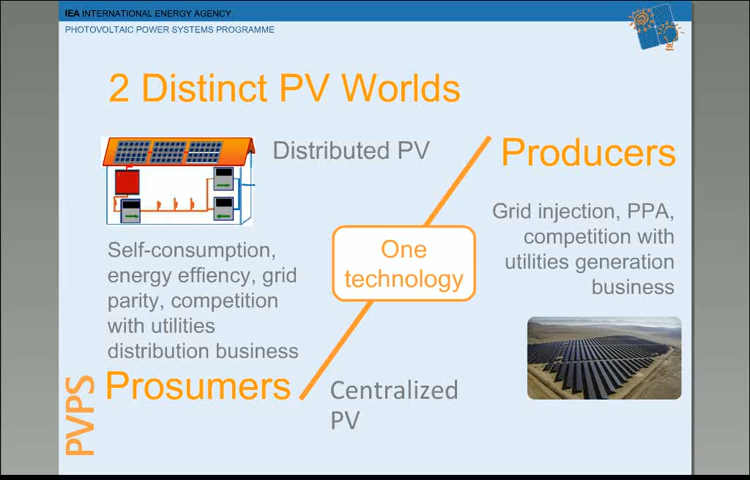 IEA INTERNATIONAL ENERGY AGENCY
PHOTOVOLTAIC POWER SYSTEMS PROGRAMME
2 Distinct PV Worlds
Distributed PV
Producers
Grid injection, PPA,
competition with
utilities generation
business
One
technology
Self-consumption,
energy effiency, grid
parity, competition
with utilities
distribution business
Prosumers
Centralized
PV
PVPS